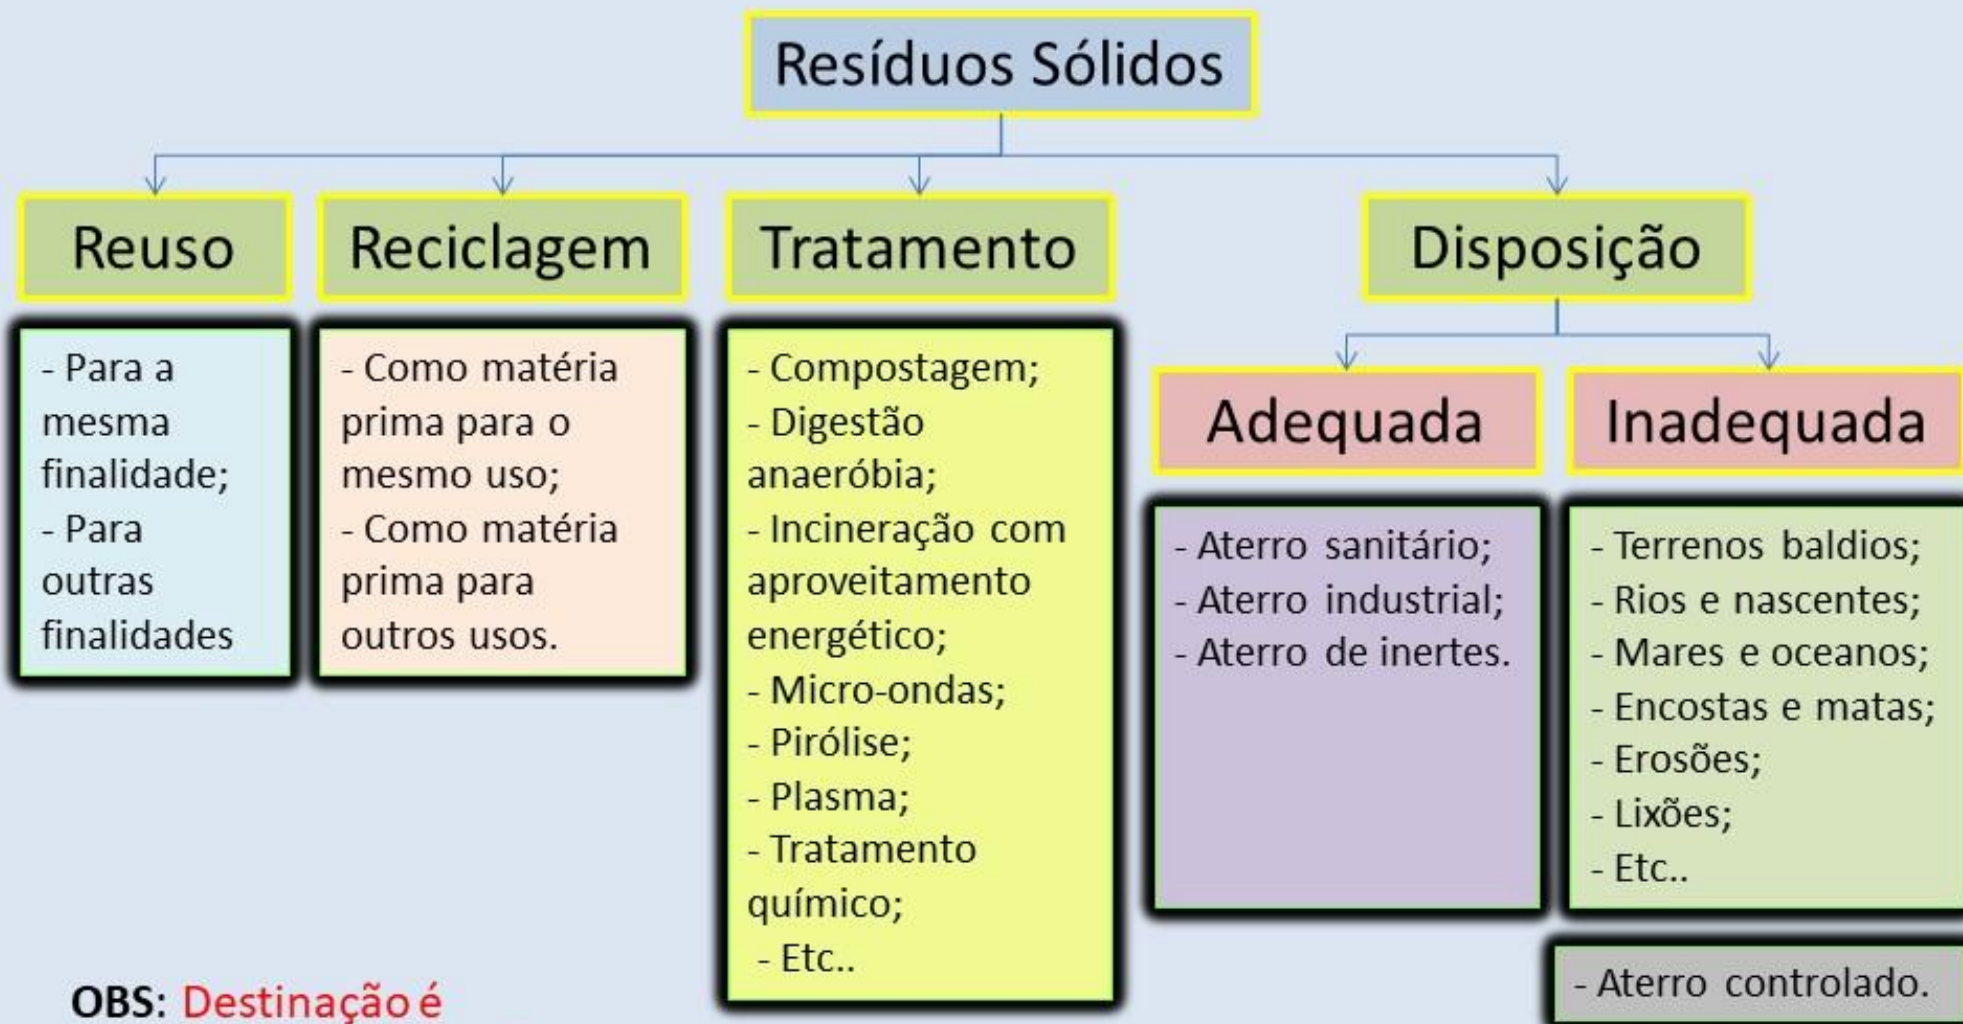 Resíduos Sólidos
Reuso
- Para a
mesma
finalidade;
- Para
outras
finalidades
Reciclagem
- Como matéria
prima para o
mesmo uso;
- Como matéria
prima para
outros usos.
Tratamento
- Compostagem;
- Digestão
anaeróbia;
- Incineração com
aproveitamento
energético;
- Micro-ondas;
- Pirólise;
- Plasma;
- Tratamento
químico;
- Etc..
Disposição
Adequada
- Aterro sanitário;
- Aterro industrial;
- Aterro de inertes.
Inadequada
- Terrenos baldios;
- Rios e nascentes;
- Mares e oceanos;
- Encostas e matas;
- Erosões;
- Lixões;
- Etc..
- Aterro controlado.
OBS: Destinação é